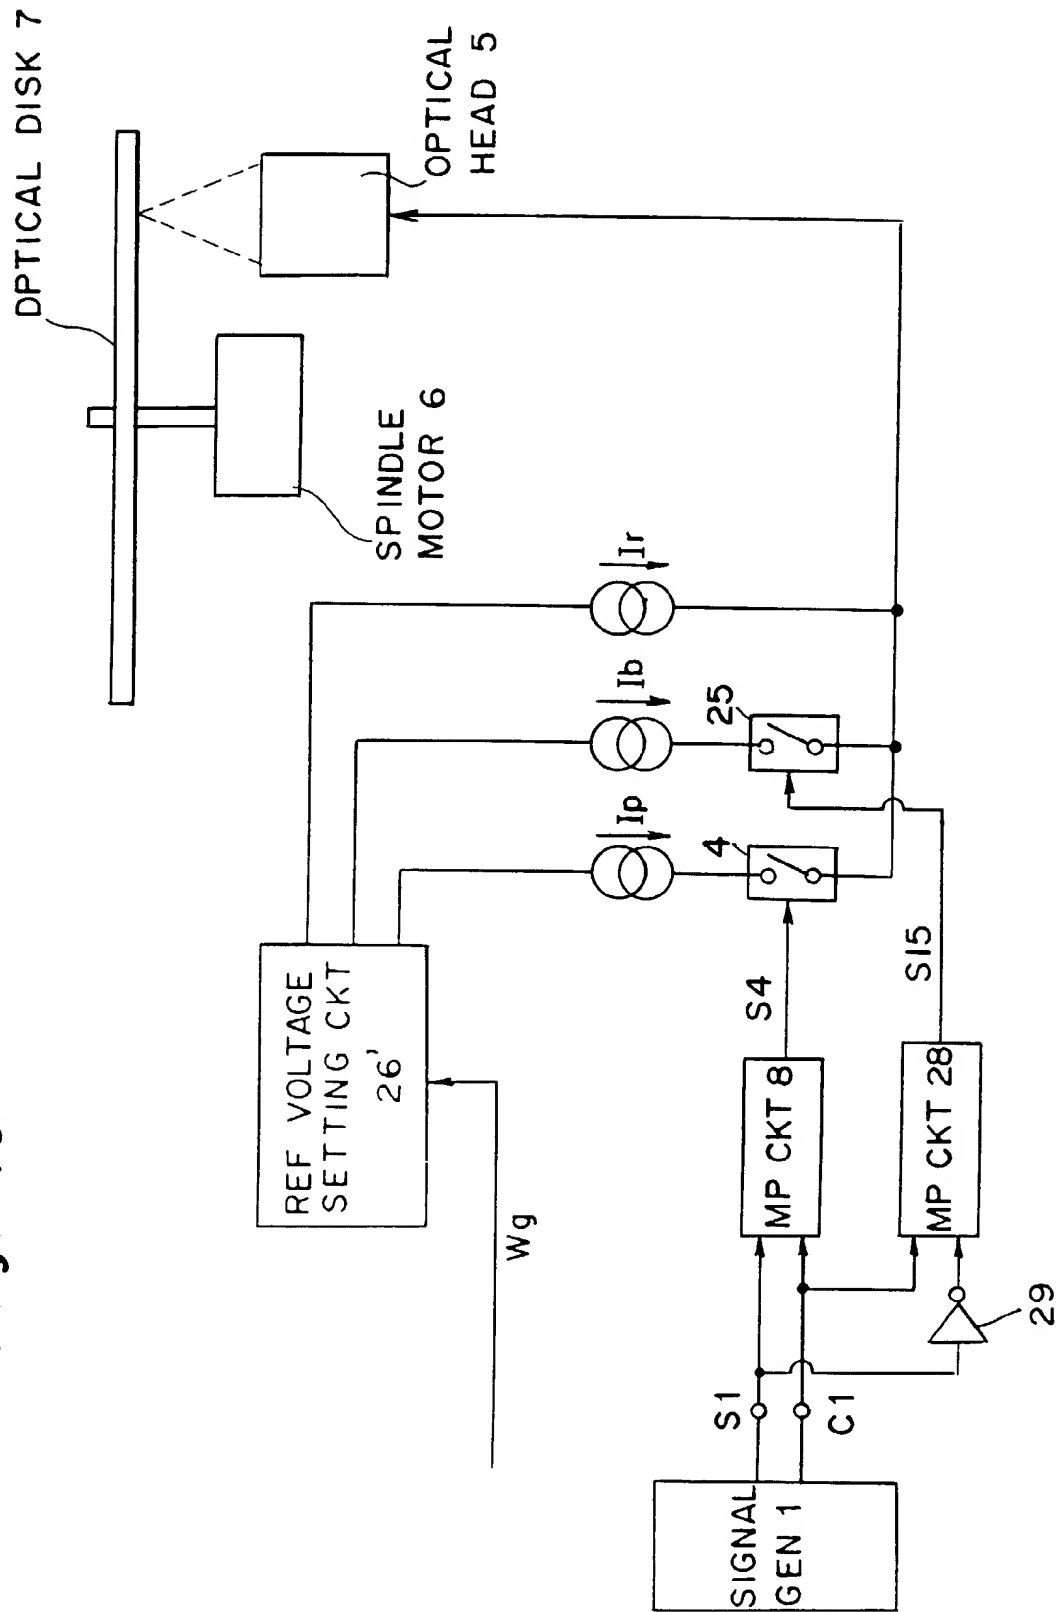 DPTICAL DISK 7
OPTICAL
HEAD 5
SPINDLE
MOTOR 6
Ir
Ib
Ip
25
4
REF VOLTAGE
SETTING CKT
26'
Wg
S4
S15
MP CKT 8
MP CKT 28
29
S1
C1
SIGNAL
GEN 1